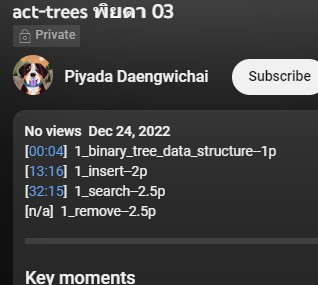 act-trees พิยดา 03
Private
Piyada Daengwichai
Subscribe
No views Dec 24, 2022
[00:04] 1_binary_tree_data_structure--1p
[13:16] 1_insert--2p
[32:15] 1_search--2.5p
[n/a] 1_remove--2.5p
Key moments